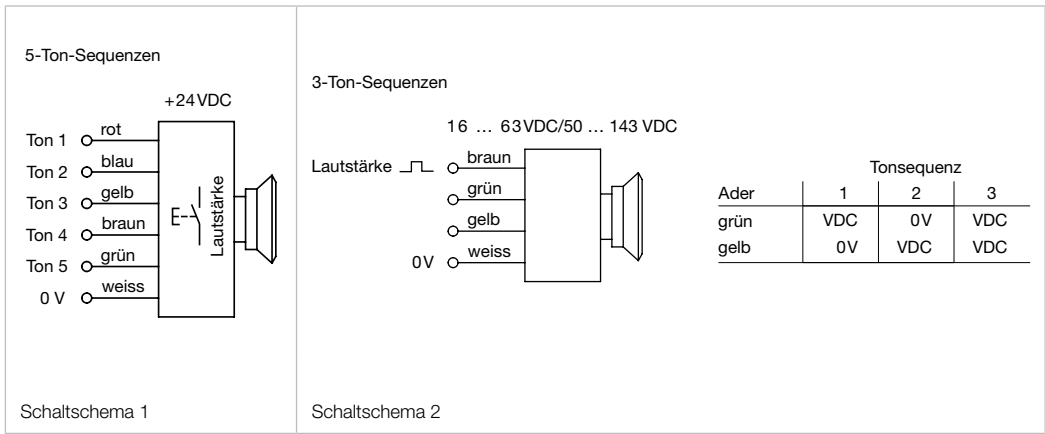 5-Ton-Sequenzen
+24VDC
Ton 1 rot
Ton 2 blau
Ton 3 gelb
Ton 4 braun
Ton 5 grün
0 V weiss
Lautstärke
Schaltschema 1
3-Ton-Sequenzen
16 ... 63VDC/50 ... 143 VDC
Lautstärke braun
grün
gelb
0V weiss
Tonsequenz
Ader 1 2 3
grün VDC 0V VDC
gelb 0V VDC VDC
Schaltschema 2